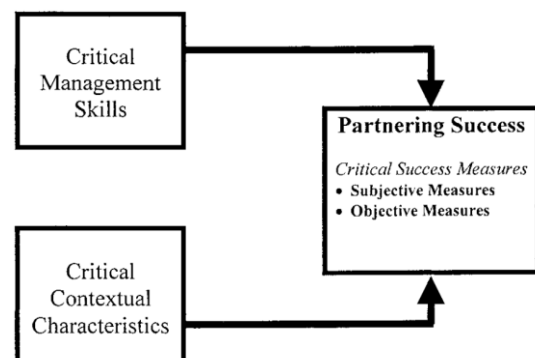 Critical
Management
Skills
Partnering Success
Critical Success Measures
• Subjective Measures
• Objective Measures
Critical
Contextual
Characteristics